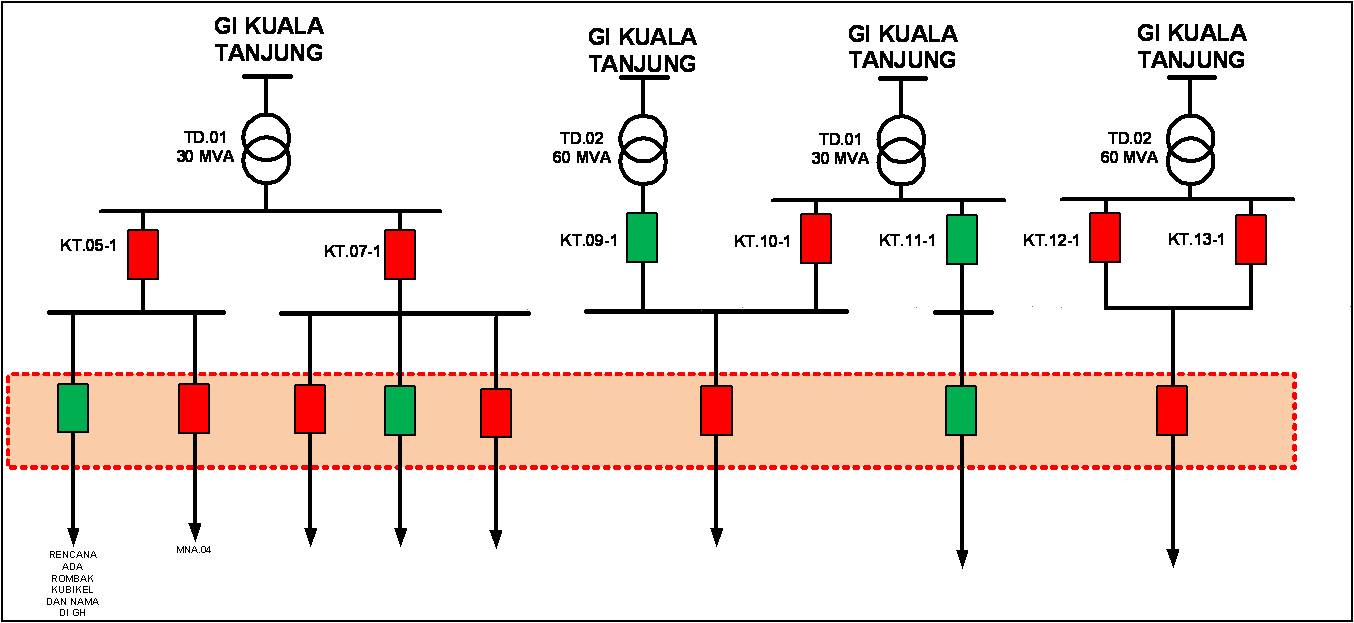 GI KUALA
TANJUNG
GI KUALA
TANJUNG
GI KUALA
TANJUNG
GI KUALA
TANJUNG
TD.01
30 MVA
TD.02
60 MVA
TD.01
30 MVA
TD.02
60 MVA
KT.05-1
KT.07-1
KT.09-1
KT.10-1
KT.11-1
KT.12-1
KT.13-1
RENCANA
ADA
ROMBAK
KUBIKEL
DAN NAMA
DI GH
MNA.04